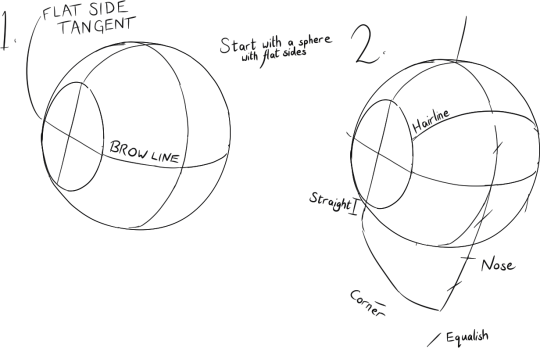 1.
FLAT SIDE
TANGENT
BROW LINE
Start with a sphere
with flat sides
2.
Hairline
Straight
Nose
Corner
Equalish